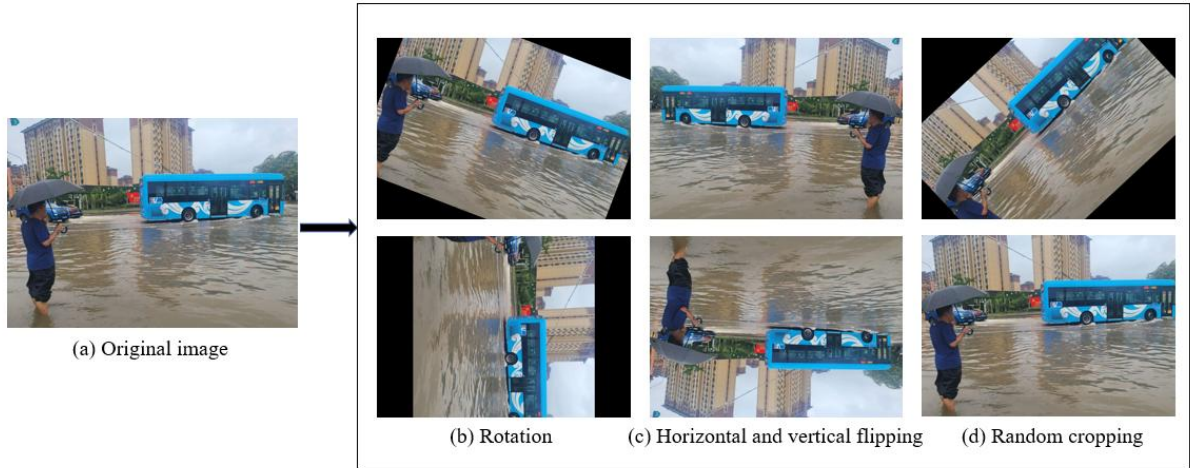 (a) Original image
(b) Rotation
(c) Horizontal and vertical flipping
(d) Random cropping